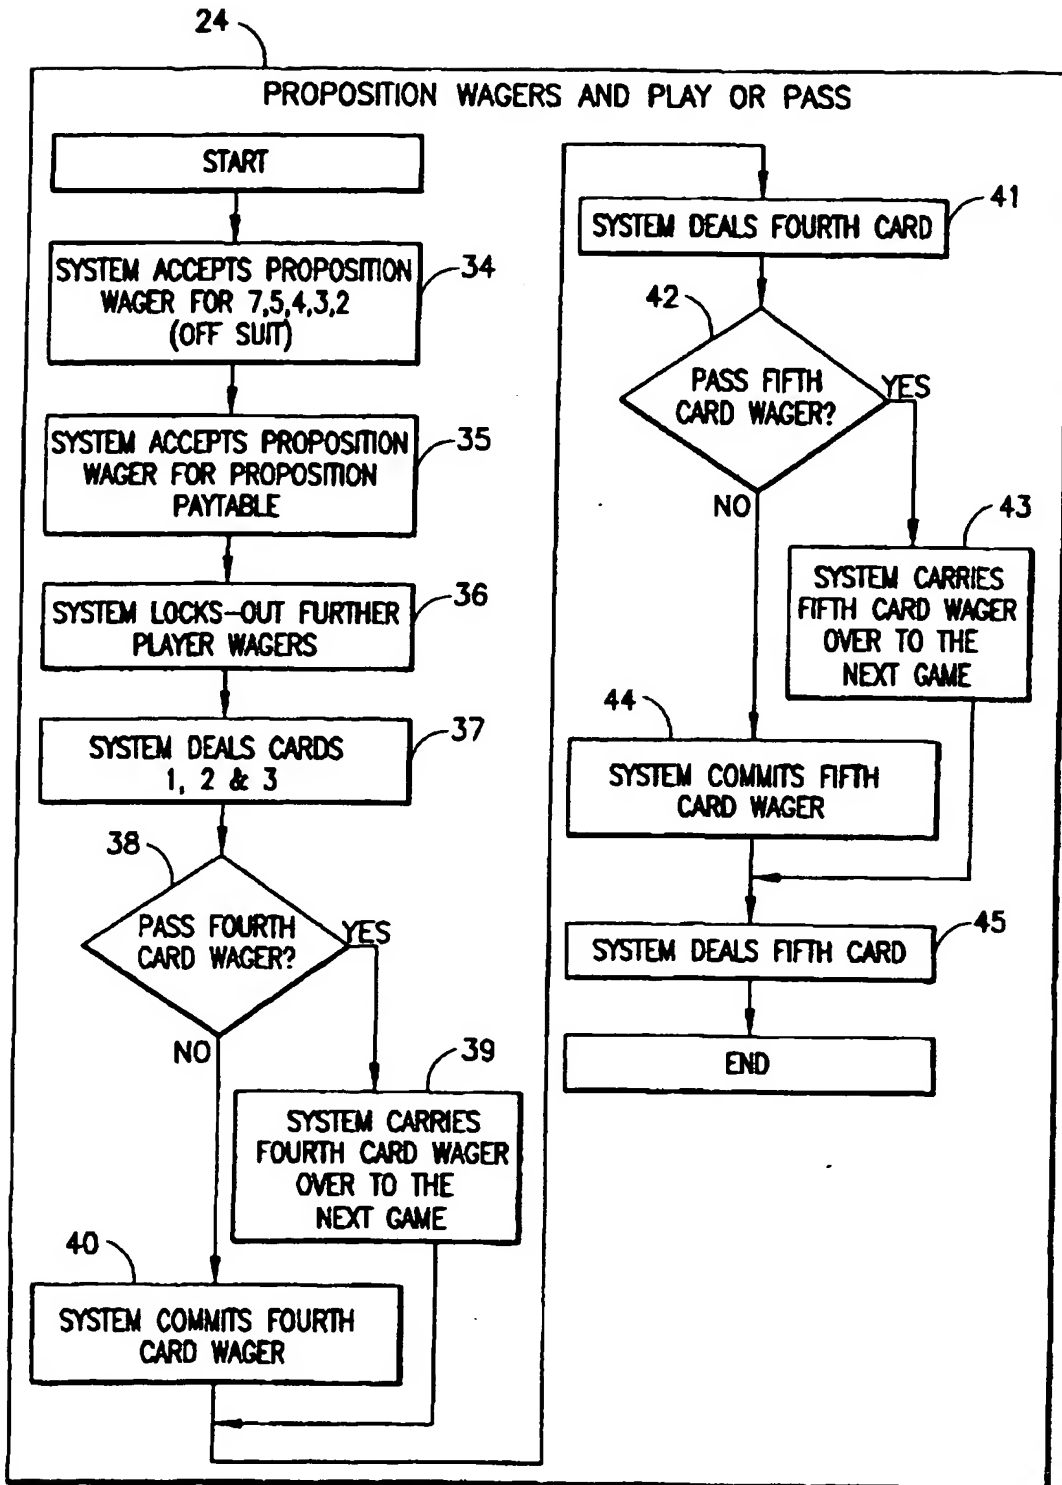 24
PROPOSITION WAGERS AND PLAY OR PASS
START
SYSTEM ACCEPTS PROPOSITION
WAGER FOR 7,5,4,3,2
(OFF SUIT)
34
SYSTEM ACCEPTS PROPOSITION
WAGER FOR PROPOSITION
PAYTABLE
35
SYSTEM LOCKS-OUT FURTHER
PLAYER WAGERS
36
SYSTEM DEALS CARDS
1, 2 & 3
37
38
PASS FOURTH
CARD WAGER?
YES
NO
39
SYSTEM CARRIES
FOURTH CARD WAGER
OVER TO THE
NEXT GAME
40
SYSTEM COMMITS FOURTH
CARD WAGER
SYSTEM DEALS FOURTH CARD
41
42
PASS FIFTH
CARD WAGER?
YES
NO
43
SYSTEM CARRIES
FIFTH CARD WAGER
OVER TO THE
NEXT GAME
44
SYSTEM COMMITS FIFTH
CARD WAGER
SYSTEM DEALS FIFTH CARD
45
END